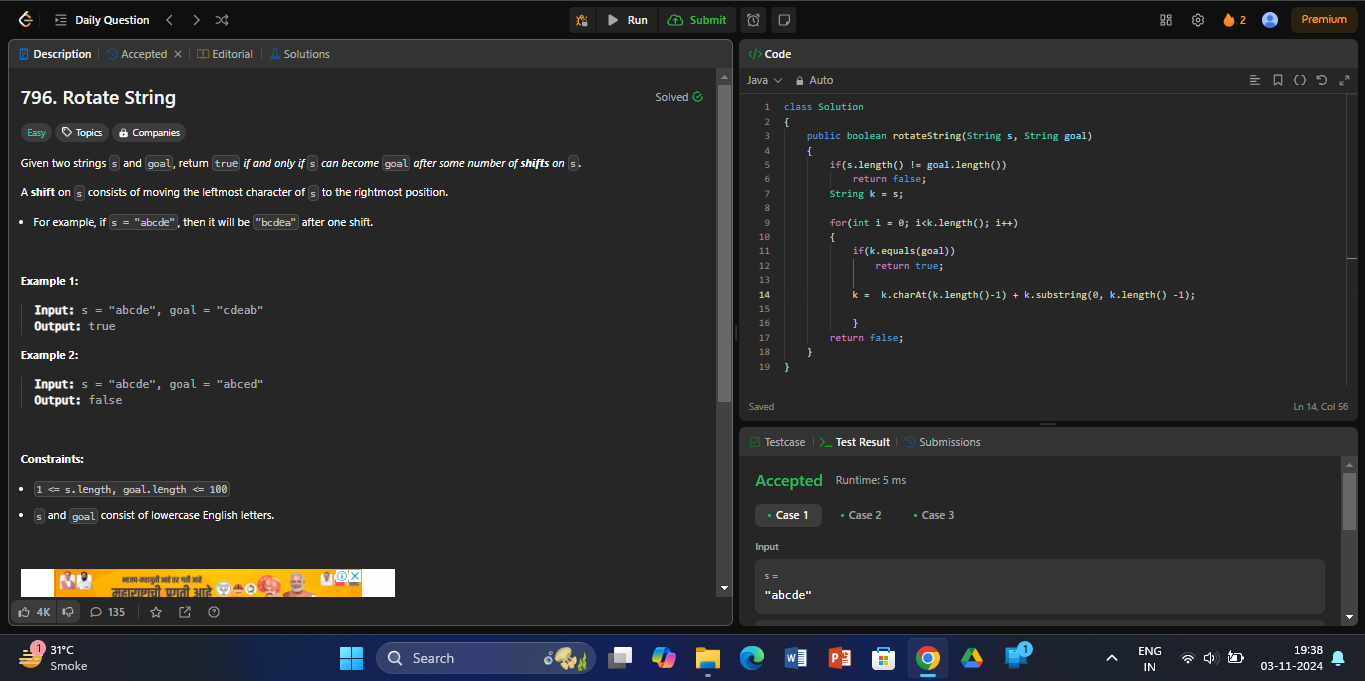 Daily Question
Run
Submit
2
Premium
Description
Accepted
Editorial
Solutions
796. Rotate String
Solved
Easy
Topics
Companies
Given two strings s and goal, return true if and only if s can become goal after some number of shifts on s.
A shift on s consists of moving the leftmost character of s to the rightmost position.
• For example, if s = "abcde", then it will be "bcdea" after one shift.
Example 1:
Input: s = "abcde", goal = "cdeab"
Output: true
Example 2:
Input: s = "abcde", goal = "abced"
Output: false
Constraints:
• 1 <= s.length, goal.length <= 100
• s and goal consist of lowercase English letters.
महाराष्ट्राची प्रगती आहे
4K
135
</> Code
Java
Auto
1 class Solution
2 {
3 public boolean rotateString(String s, String goal)
4 {
5 if(s.length() != goal.length())
6 return false;
7 String k = s;
8
9 for(int i = 0; i<k.length(); i++)
10 {
11 if(k.equals(goal))
12 return true;
13
14 k =  k.charAt(k.length()-1) + k.substring(0, k.length() -1);
15
16 }
17 return false;
18 }
19 }
Saved
Ln 14, Col 56
Testcase
>_ Test Result
Submissions
Accepted
Runtime: 5 ms
• Case 1
• Case 2
• Case 3
Input
s =
"abcde"
1
31°C
Smoke
Search
1
ENG
IN
19:38
03-11-2024